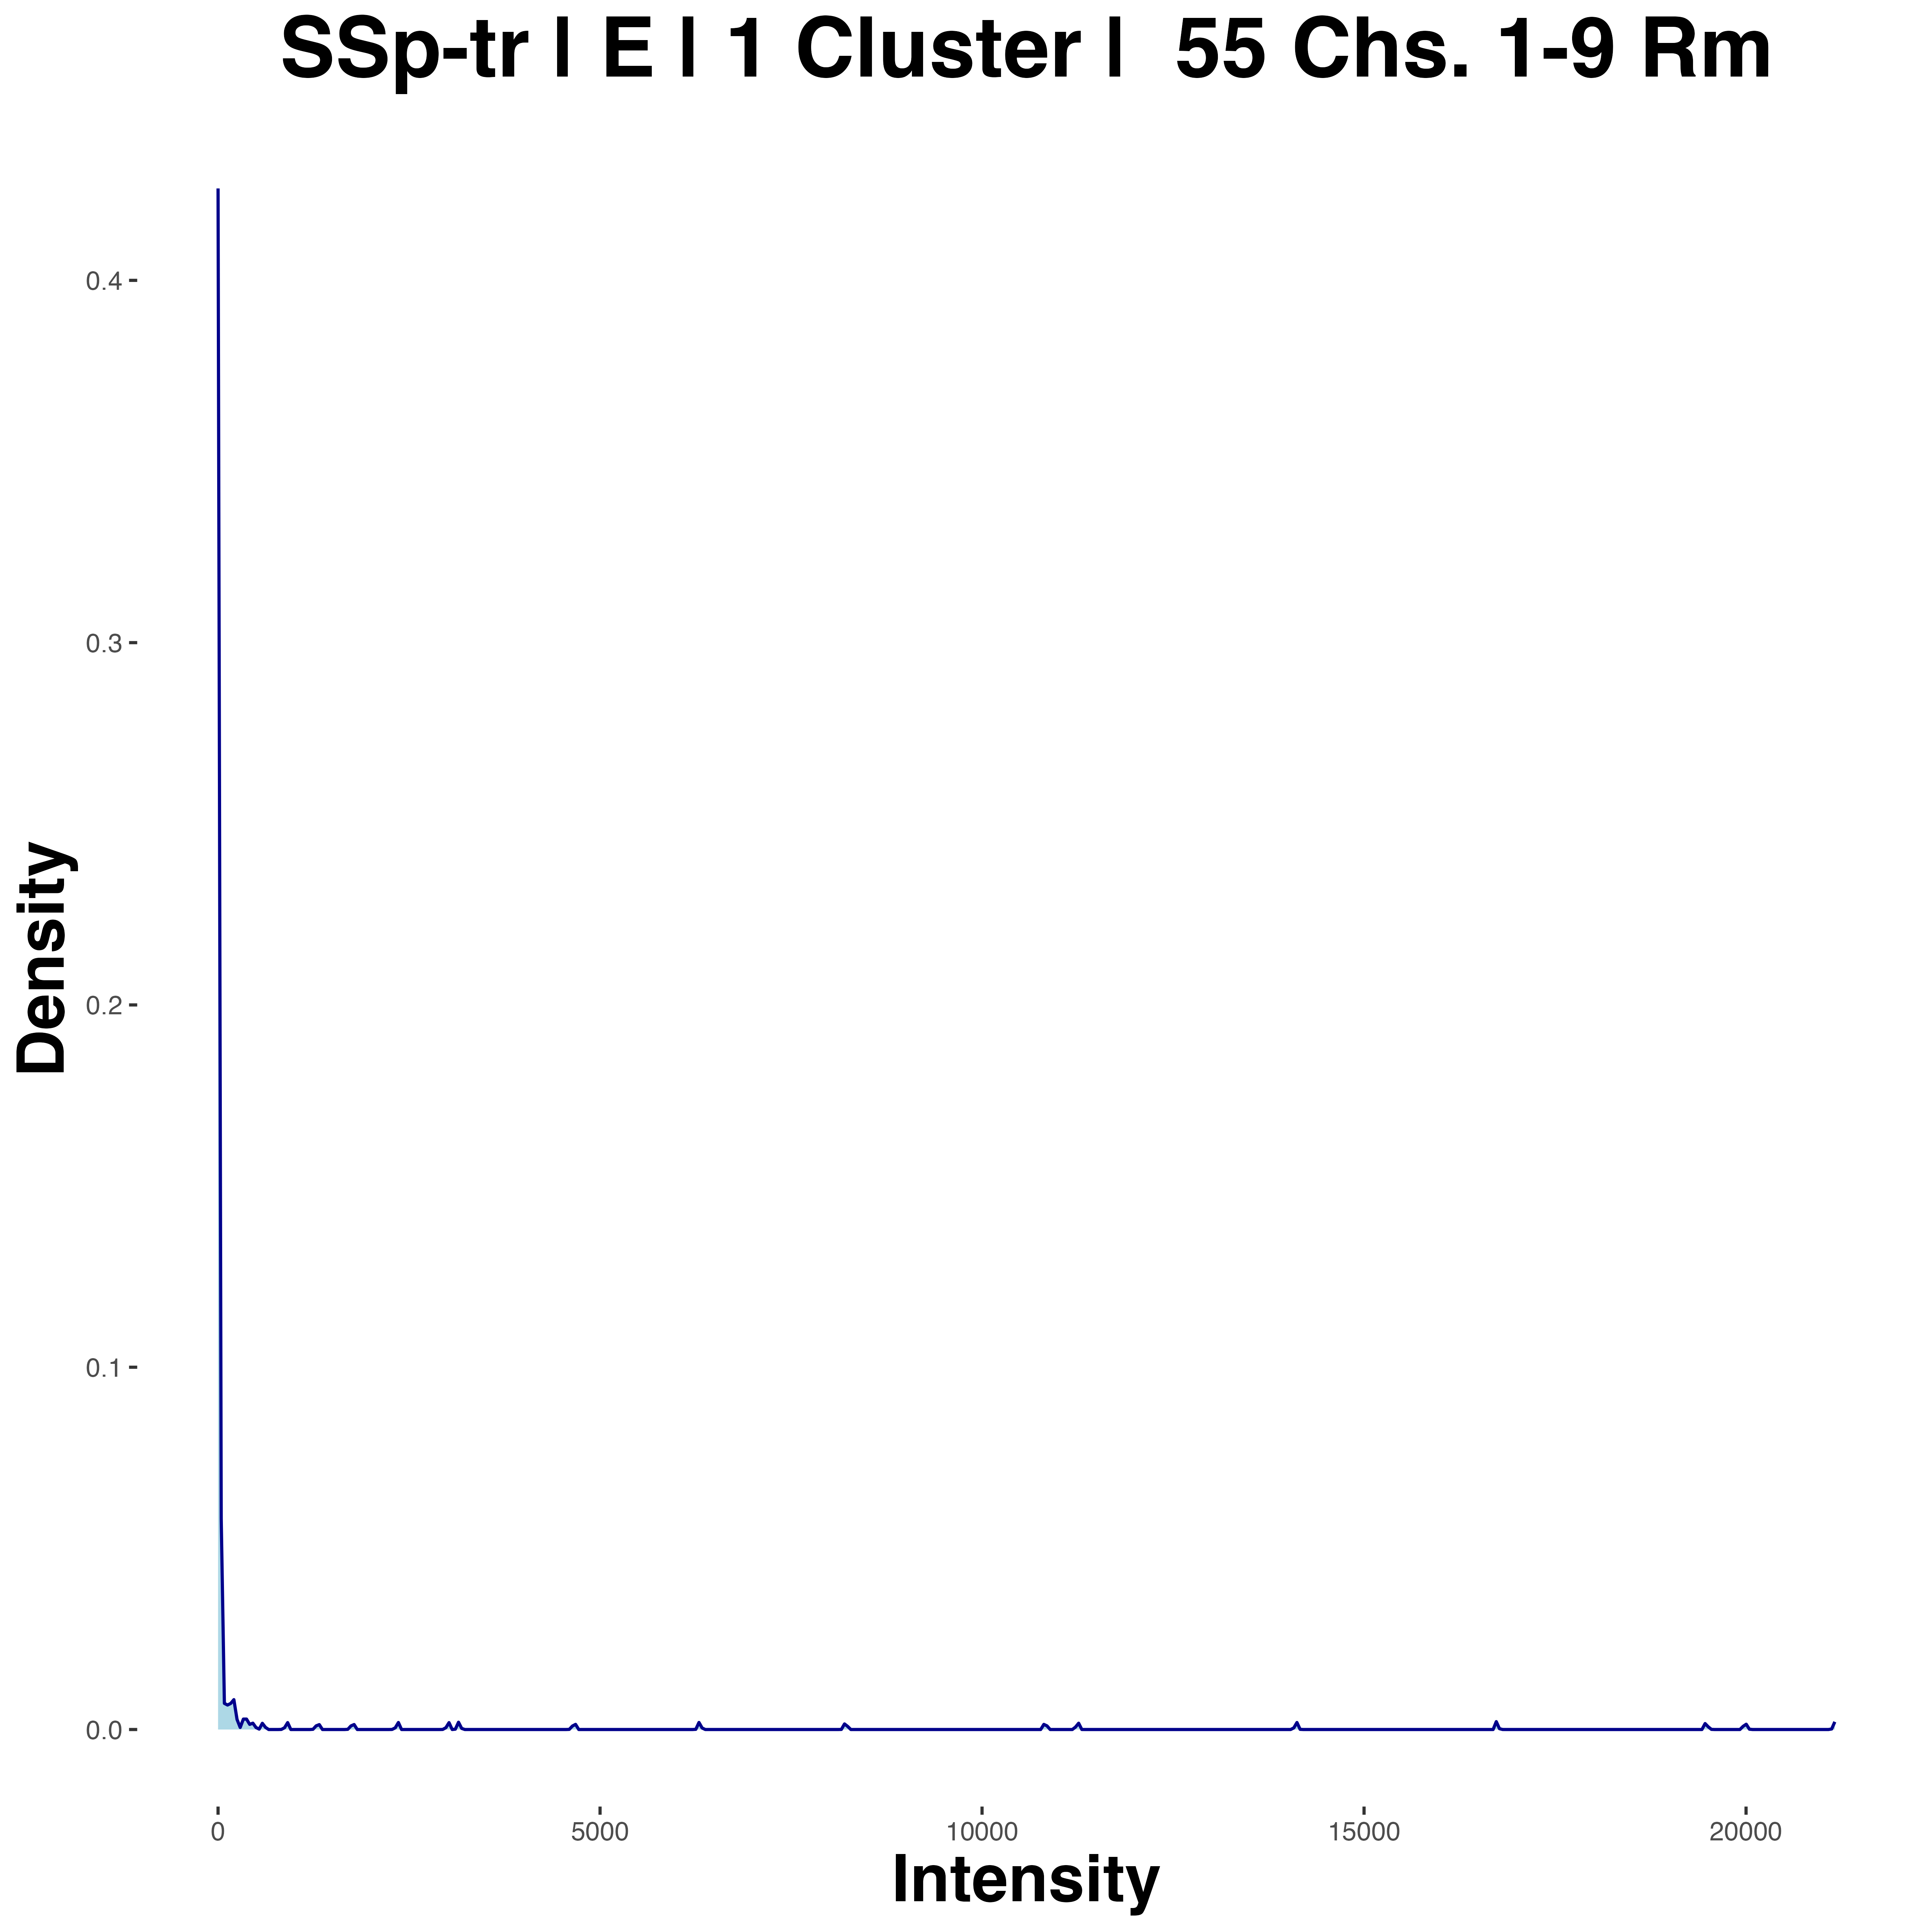 SSp-tr | E | 1 Cluster |  55 Chs. 1-9 Rm
Density
0.4
0.3
0.2
0.1
0.0
0 5000 10000 15000 20000
Intensity